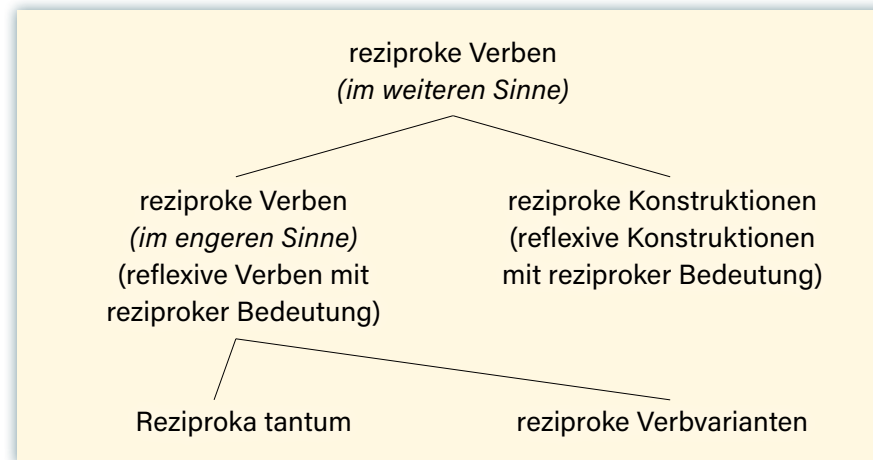 reziproke Verben
(im weiteren Sinne)
reziproke Verben
(im engeren Sinne)
(reflexive Verben mit
reziproker Bedeutung)
reziproke Konstruktionen
(reflexive Konstruktionen
mit reziproker Bedeutung)
Reziproka tantum
reziproke Verbvarianten